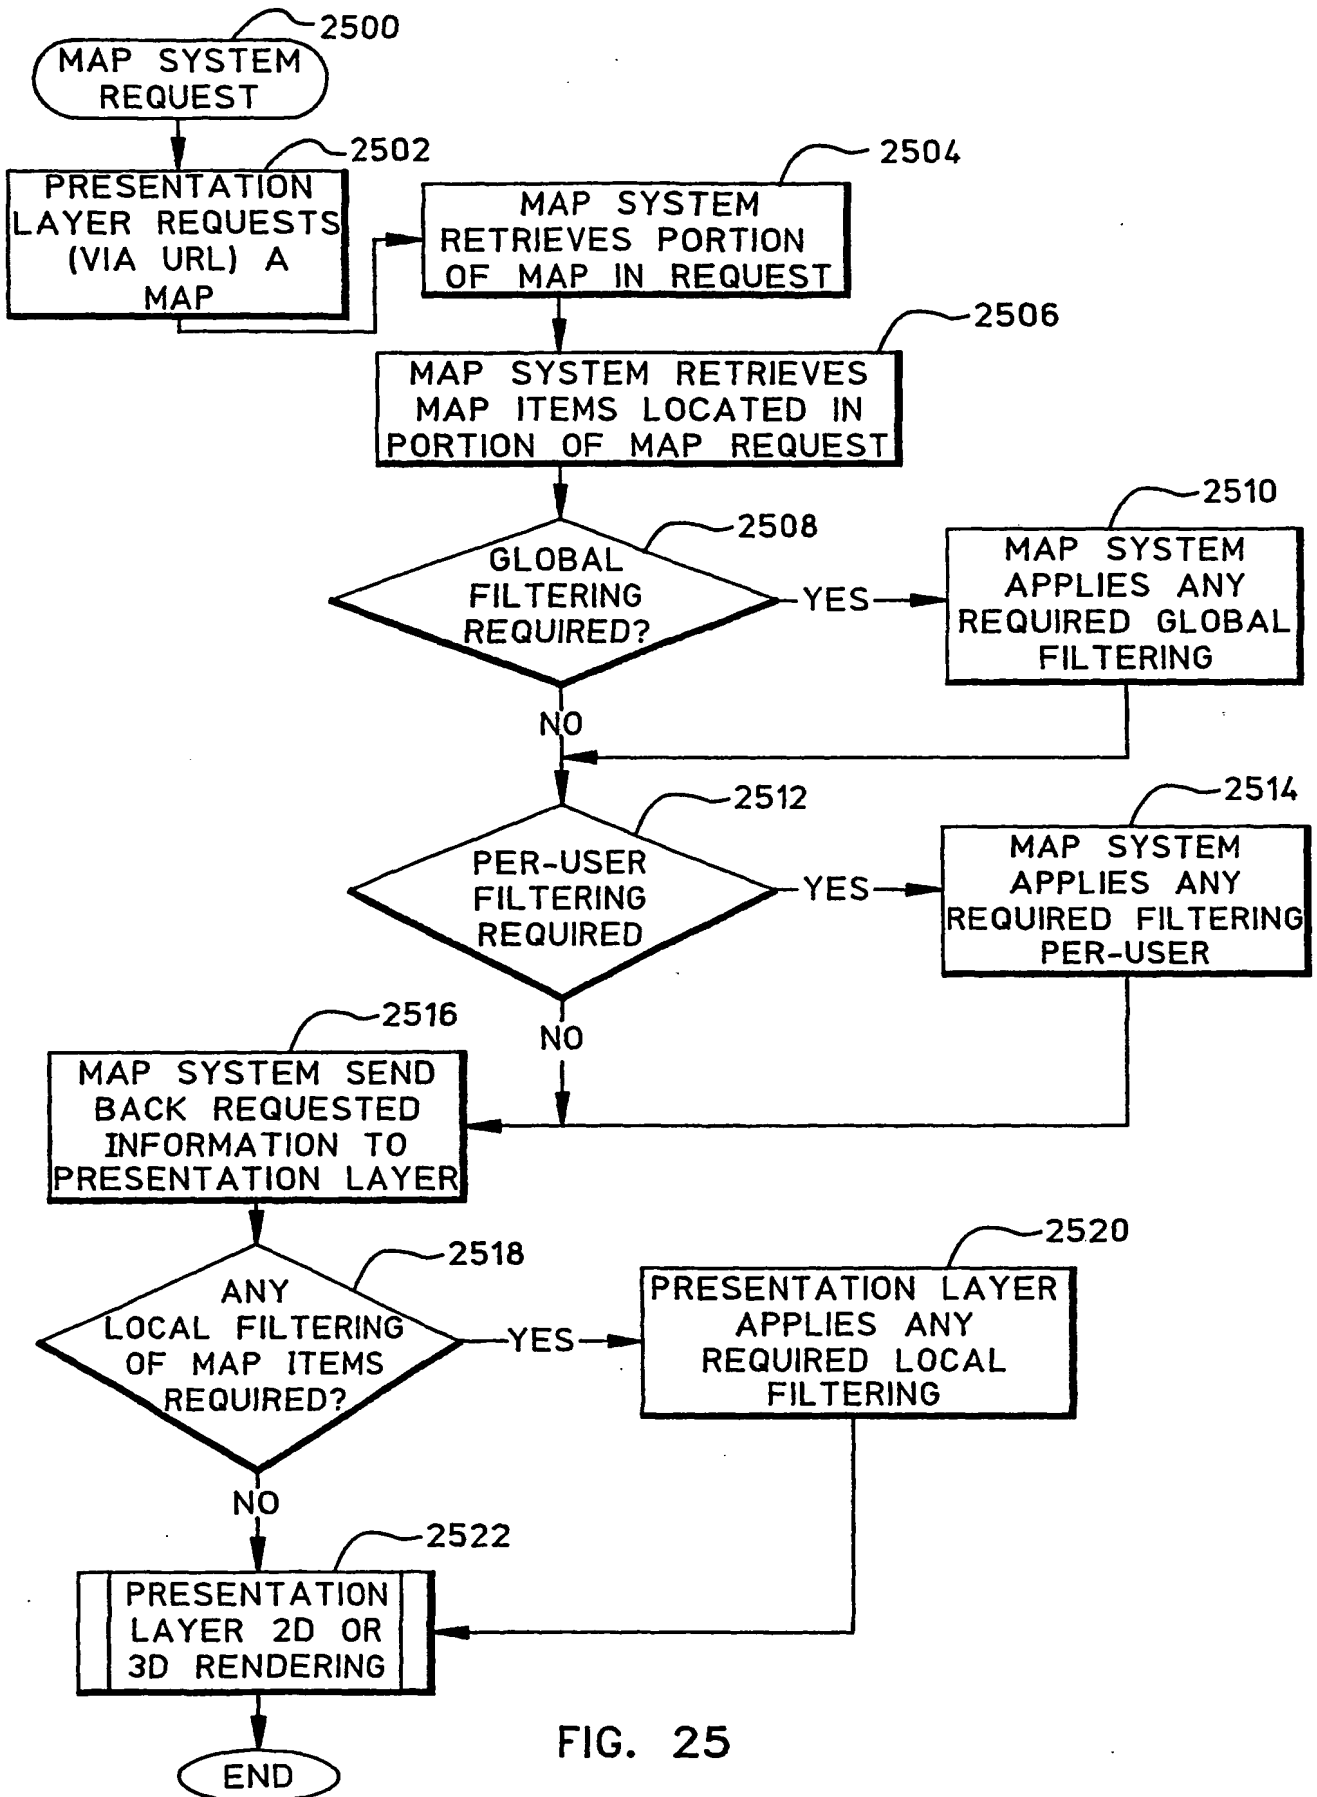 2500
MAP SYSTEM
REQUEST
2502
PRESENTATION
LAYER REQUESTS
(VIA URL) A
MAP
2504
MAP SYSTEM
RETRIEVES PORTION
OF MAP IN REQUEST
2506
MAP SYSTEM RETRIEVES
MAP ITEMS LOCATED IN
PORTION OF MAP REQUEST
2508
GLOBAL
FILTERING
REQUIRED?
YES
2510
MAP SYSTEM
APPLIES ANY
REQUIRED GLOBAL
FILTERING
NO
2512
PER-USER
FILTERING
REQUIRED
YES
2514
MAP SYSTEM
APPLIES ANY
REQUIRED FILTERING
PER-USER
NO
2516
MAP SYSTEM SEND
BACK REQUESTED
INFORMATION TO
PRESENTATION LAYER
2518
ANY
LOCAL FILTERING
OF MAP ITEMS
REQUIRED?
YES
2520
PRESENTATION LAYER
APPLIES ANY
REQUIRED LOCAL
FILTERING
NO
2522
PRESENTATION
LAYER 2D OR
3D RENDERING
END
FIG. 25